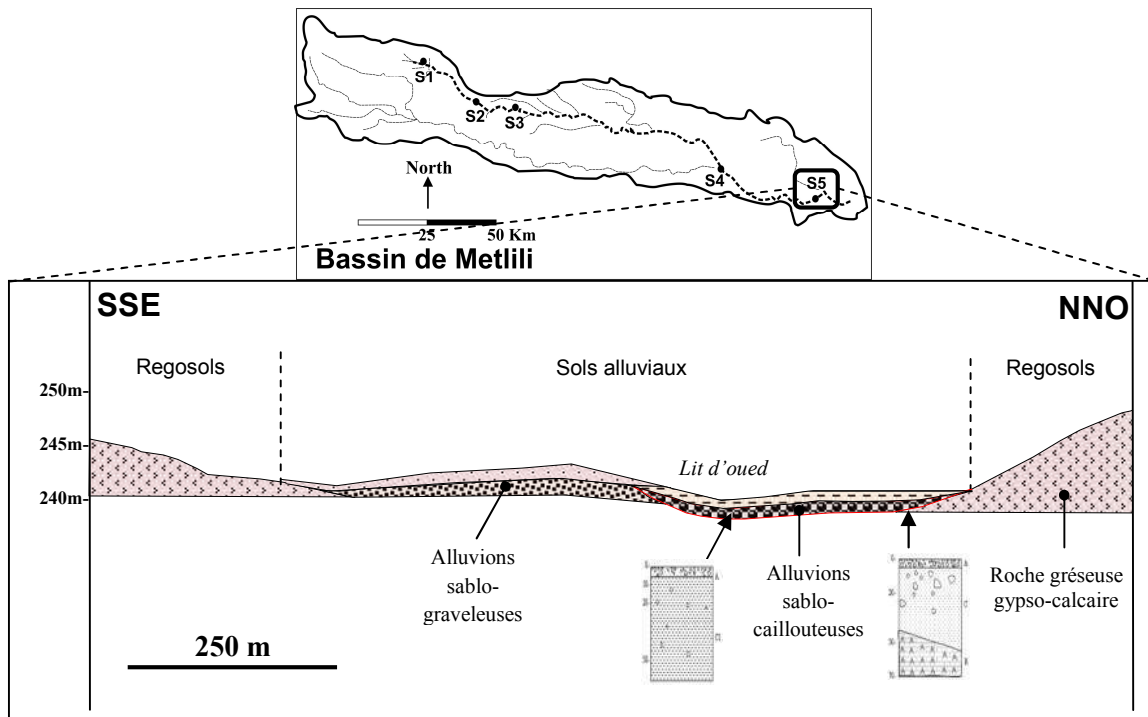 S1
S2
S3
S4
S5
North
25
50 Km
Bassin de Metlili
SSE
NNO
Regosols
Sols alluviaux
Regosols
250m-
245m-
240m-
Lit d'oued
Alluvions
sablo-
graveleuses
Alluvions
sablo-
caillouteuses
Roche gréseuse
gypso-calcaire
250 m